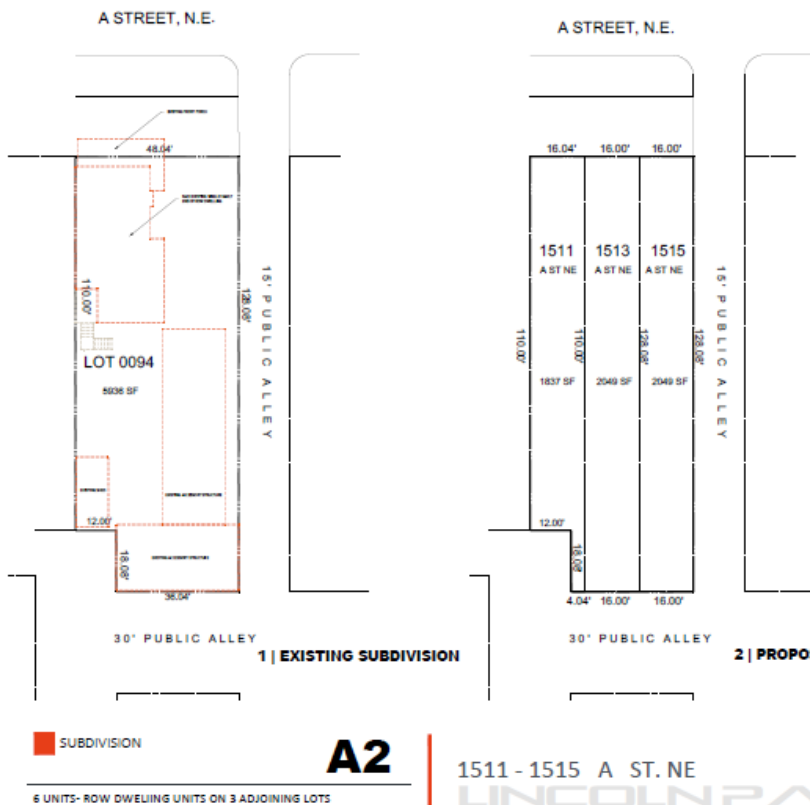 A STREET, N.E.
48.04'
110.00'
128.08'
LOT 0094
5936 SF
12.00'
18.08'
36.04'
15' PUBLIC ALLEY
30' PUBLIC ALLEY
1 | EXISTING SUBDIVISION
A STREET, N.E.
16.04' 16.00' 16.00'
1511 1513 1515
A ST NE A ST NE A ST NE
110.00' 110.00' 128.08' 128.08'
1837 SF 2049 SF 2049 SF
12.00'
18.08'
4.04' 16.00' 16.00'
15' PUBLIC ALLEY
30' PUBLIC ALLEY
2 | PROPO
SUBDIVISION
A2
6 UNITS- ROW DWELLING UNITS ON 3 ADJOINING LOTS
1511 - 1515 A ST. NE
LINCOLN PA